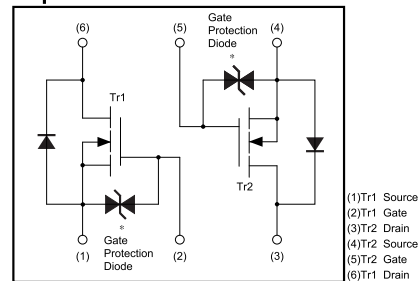 (6)
(5)
Gate
Protection
Diode
(4)
*
Tr1
Tr2
*
(1)
Gate
Protection
Diode
(2)
(3)
(1)Tr1 Source
(2)Tr1 Gate
(3)Tr2 Drain
(4)Tr2 Source
(5)Tr2 Gate
(6)Tr1 Drain